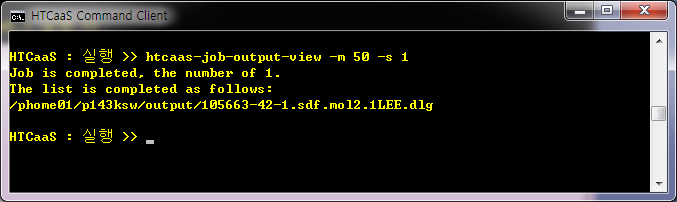 HTCaaS Command Client
HTCaaS : 실행 >> htcaas-job-output-view -m 50 -s 1
Job is completed, the number of 1.
The list is completed as follows:
/phome01/p143ksw/output/105663-42-1.sdf.mol2.1LEE.dlg
HTCaaS : 실행 >>